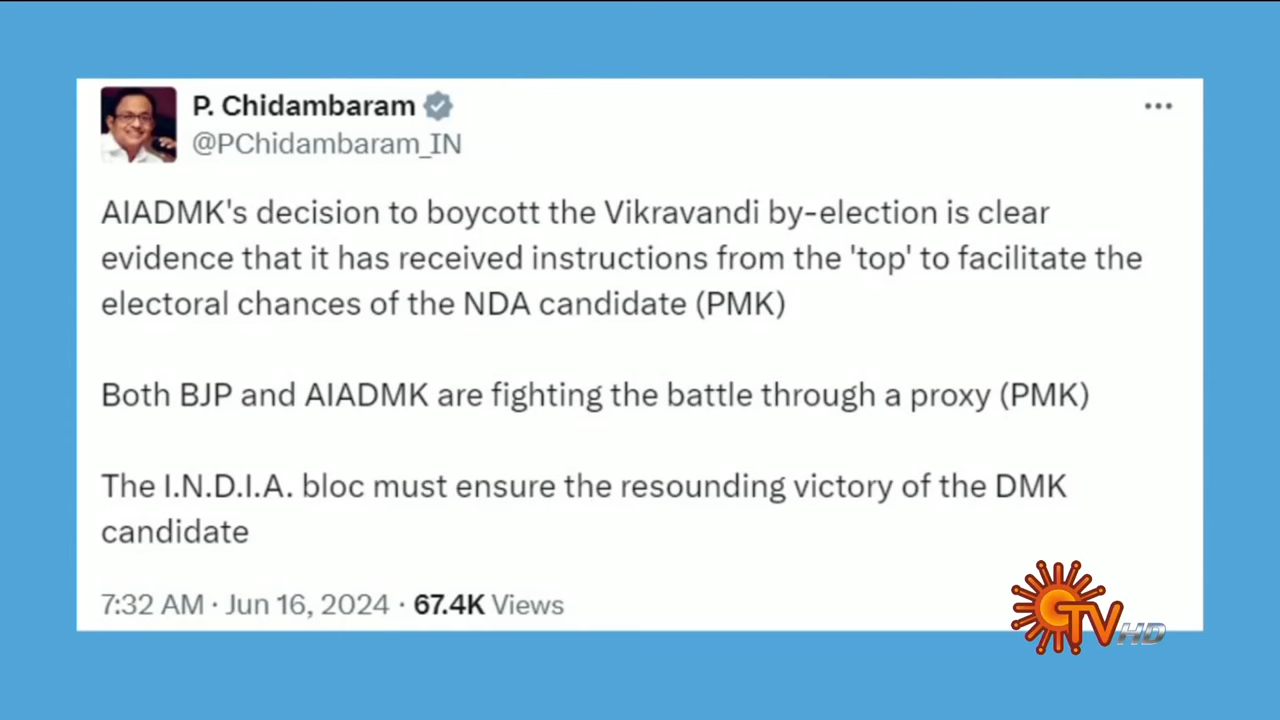 P. Chidambaram
@PChidambaram_IN
AIADMK's decision to boycott the Vikravandi by-election is clear
evidence that it has received instructions from the 'top' to facilitate the
electoral chances of the NDA candidate (PMK)
Both BJP and AIADMK are fighting the battle through a proxy (PMK)
The I.N.D.I.A. bloc must ensure the resounding victory of the DMK
candidate
7:32 AM · Jun 16, 2024 · 67.4K Views
TV HD